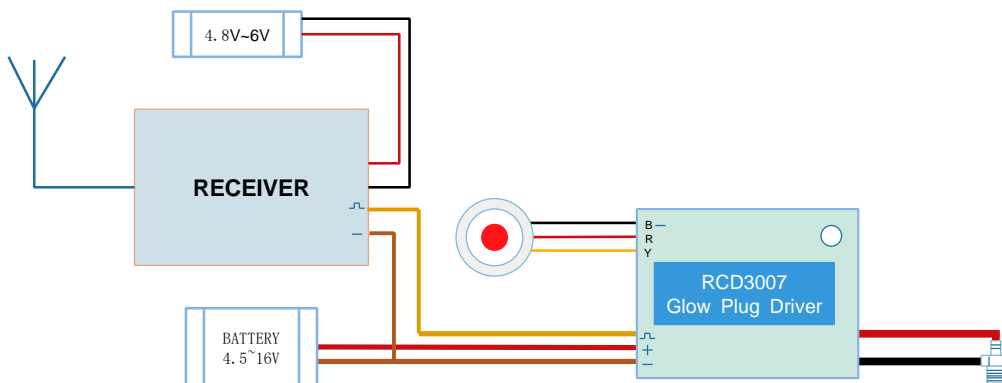 4.8V~6V
RECEIVER
B
R
Y
RCD3007
Glow Plug Driver
BATTERY
4.5~16V
+
−